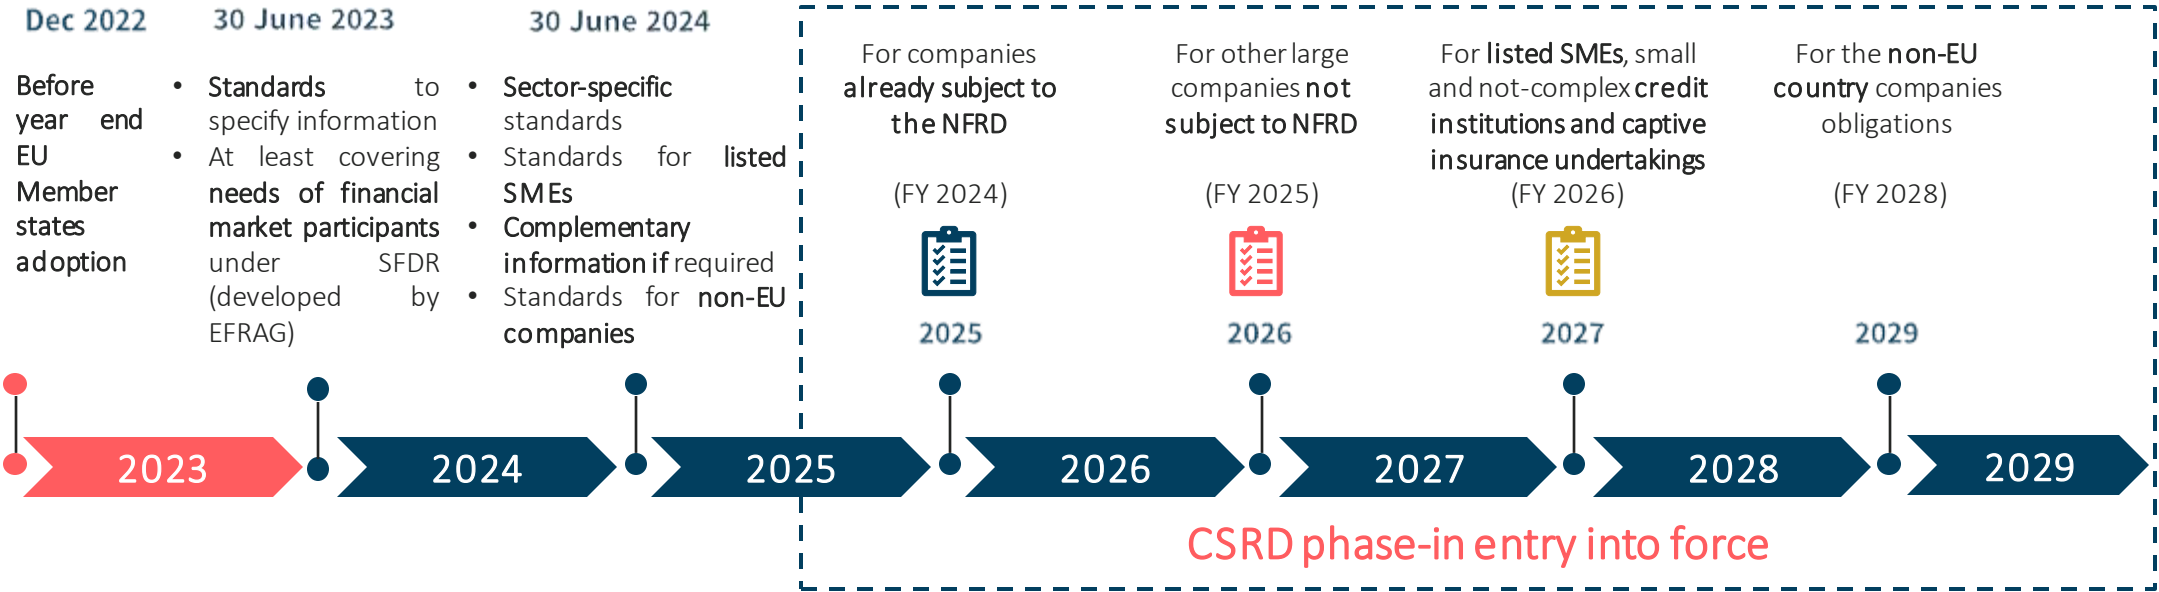 Dec 2022
Before
year end
EU
Member
states
adoption
30 June 2023
• Standards to
specify information
• At least covering
needs of financial
market participants
under SFDR
(developed by
EFRAG)
30 June 2024
• Sector-specific
standards
• Standards for listed
SMEs
• Complementary
information if required
• Standards for non-EU
companies
For companies
already subject to
the NFRD
(FY 2024)
2025
For other large
companies not
subject to NFRD
(FY 2025)
2026
For listed SMEs, small
and not-complex credit
institutions and captive
insurance undertakings
(FY 2026)
2027
For the non-EU
country companies
obligations
(FY 2028)
2029
2023
2024
2025
2026
2027
2028
2029
CSRD phase-in entry into force